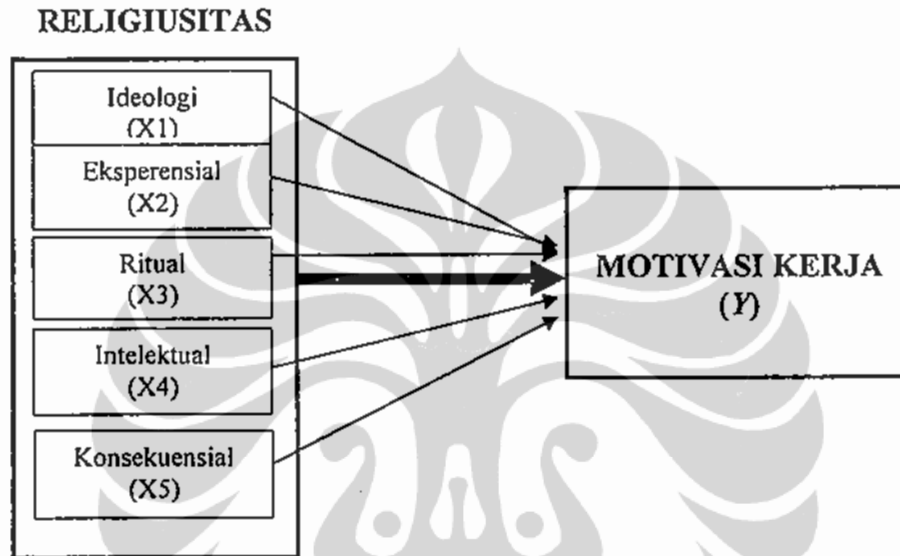 RELIGIUSITAS
Ideologi
(X1)
Eksperensial
(X2)
Ritual
(X3)
Intelektual
(X4)
Konsekuensial
(X5)
MOTIVASI KERJA
(Y)